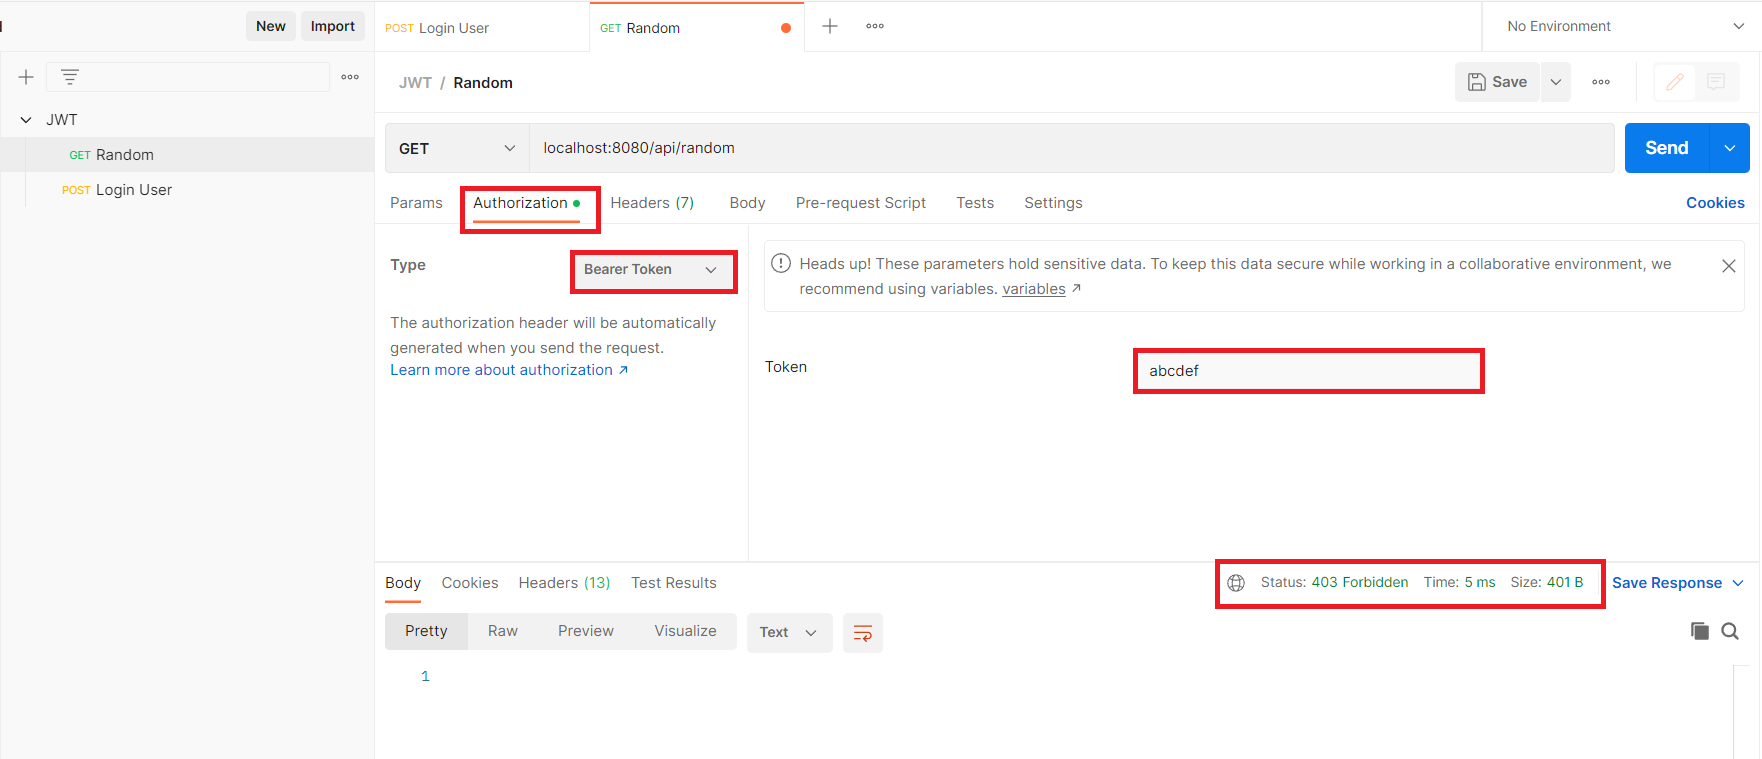 New Import
POST Login User
GET Random
No Environment
JWT / Random
Save
JWT
GET Random
POST Login User
GET
localhost:8080/api/random
Send
Params Authorization Headers (7) Body Pre-request Script Tests Settings Cookies
Type
Bearer Token
The authorization header will be automatically
generated when you send the request.
Learn more about authorization ↗
Heads up! These parameters hold sensitive data. To keep this data secure while working in a collaborative environment, we
recommend using variables. variables ↗
Token
abcdef
Body Cookies Headers (13) Test Results
Status: 403 Forbidden Time: 5 ms Size: 401 B
Save Response
Pretty Raw Preview Visualize Text
1